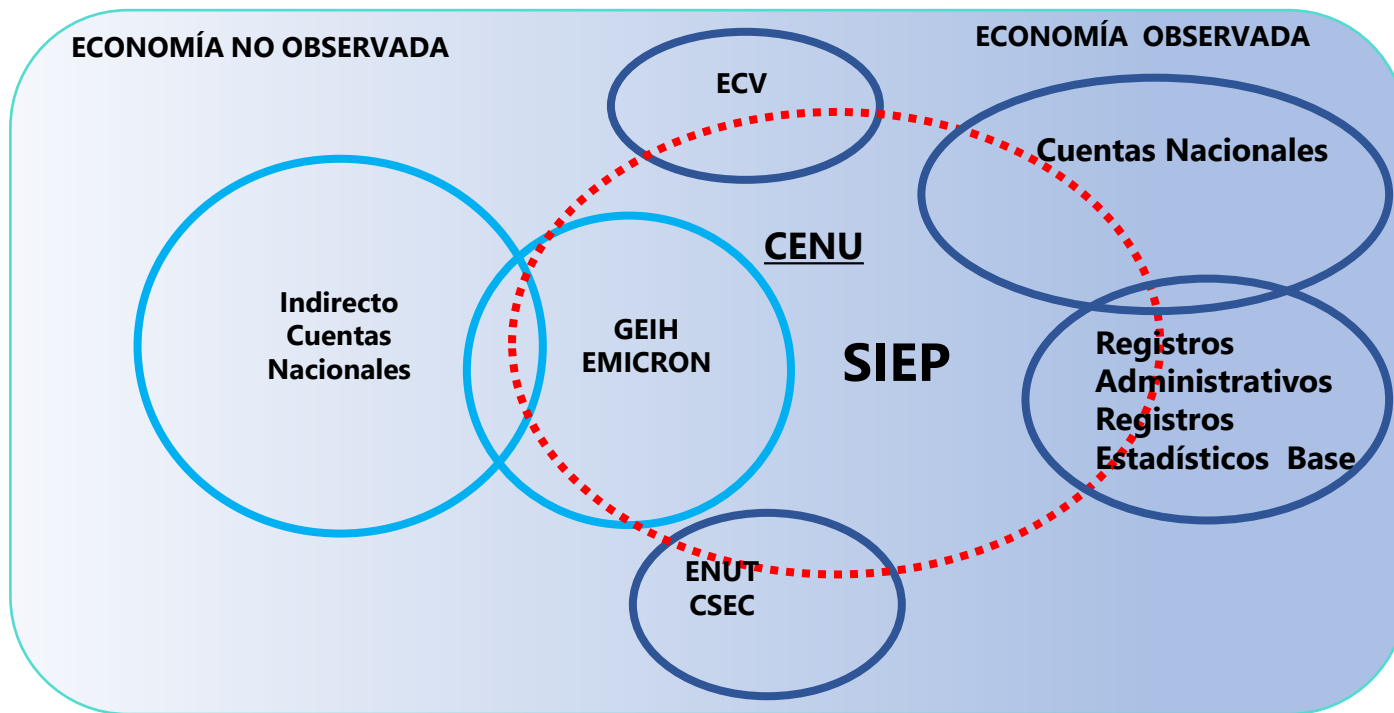 ECONOMÍA NO OBSERVADA
ECONOMÍA OBSERVADA
ECV
Cuentas Nacionales
CENU
Indirecto
Cuentas
Nacionales
GEIH
EMICRON
SIEP
Registros
Administrativos
Registros
Estadísticos Base
ENUT
CSEC